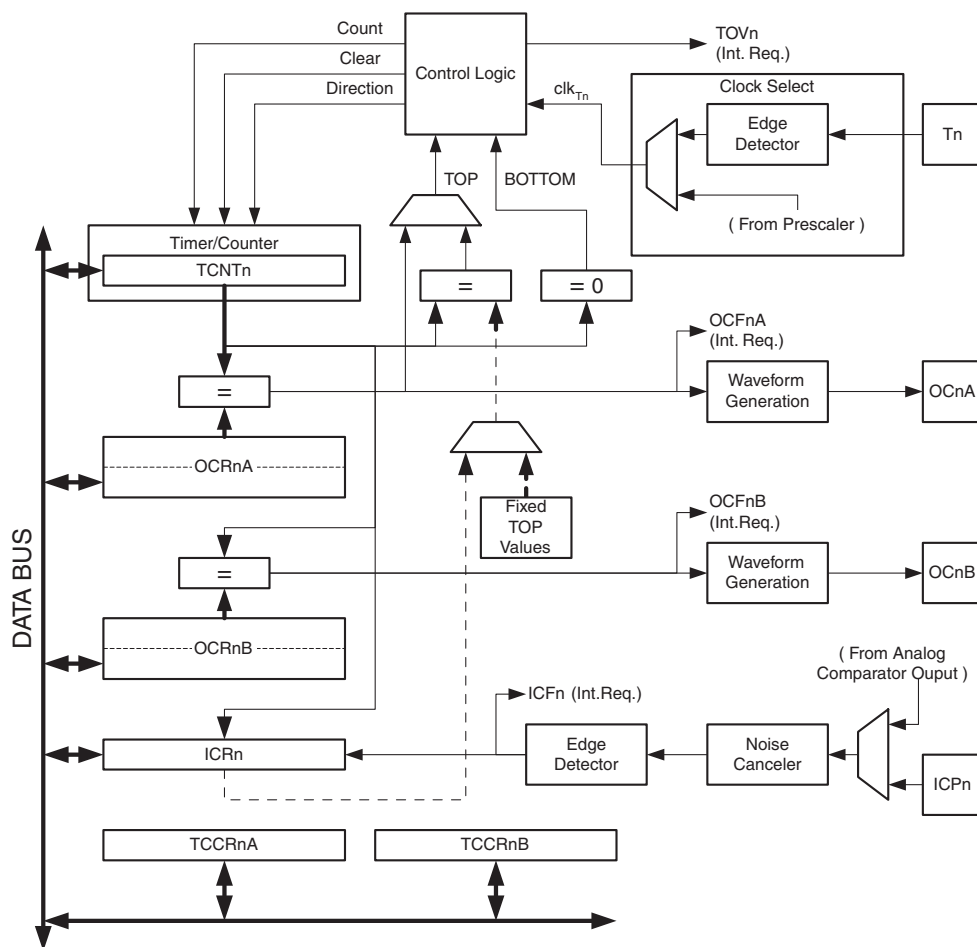 Count
Clear
Direction
Control Logic
TOVn
(Int. Req.)
clkTn
Clock Select
Edge
Detector
Tn
( From Prescaler )
TOP
BOTTOM
Timer/Counter
TCNTn
=
= 0
OCFnA
(Int. Req.)
=
Waveform
Generation
OCnA
OCRnA
Fixed
TOP
Values
OCFnB
(Int.Req.)
=
Waveform
Generation
OCnB
OCRnB
DATA BUS
( From Analog
Comparator Ouput )
ICFn (Int.Req.)
ICRn
Edge
Detector
Noise
Canceler
ICPn
TCCRnA
TCCRnB